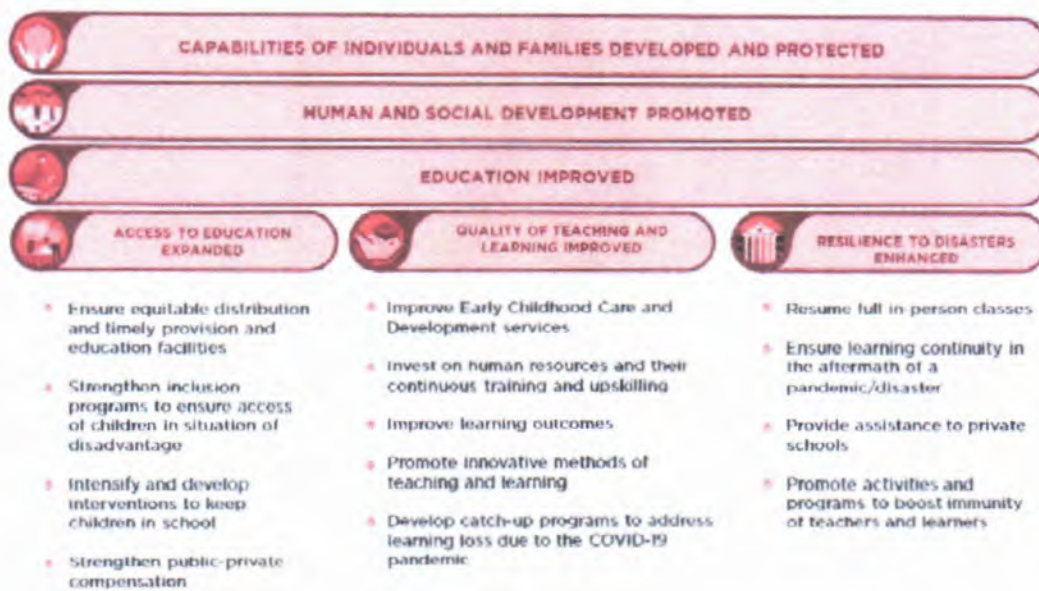 CAPABILITIES OF INDIVIDUALS AND FAMILIES DEVELOPED AND PROTECTED
HUMAN AND SOCIAL DEVELOPMENT PROMOTED
EDUCATION IMPROVED
ACCESS TO EDUCATION
EXPANDED
Ensure equitable distribution
and timely provision and
education facilities
Strengthen inclusion
programs to ensure access
of children in situation of
disadvantage
Intensify and develop
interventions to keep
children in school
Strengthen public-private
compensation
QUALITY OF TEACHING AND
LEARNING IMPROVED
Improve Early Childhood Care and
Development services
Invest on human resources and their
continuous training and upskilling
Improve learning outcomes
Promote innovative methods of
teaching and learning
Develop catch-up programs to address
learning loss due to the COVID-19
pandemic
RESILIENCE TO DISASTERS
ENHANCED
Resume full in-person classes
Ensure learning continuity in
the aftermath of a
pandemic/disaster
Provide assistance to private
schools
Promote activities and
programs to boost immunity
of teachers and learners